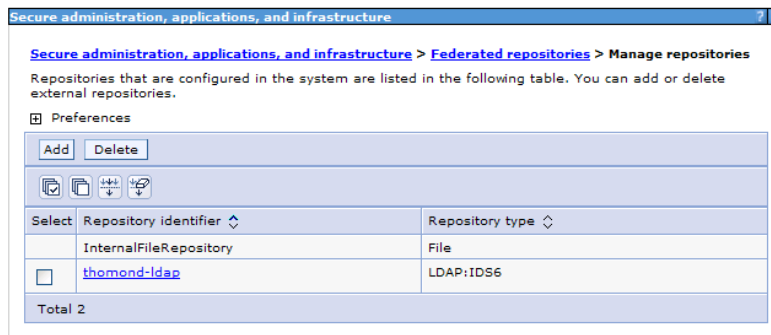 Secure administration, applications, and infrastructure ?
Secure administration, applications, and infrastructure > Federated repositories > Manage repositories
Repositories that are configured in the system are listed in the following table. You can add or delete
external repositories.
Preferences
Add Delete
Select Repository identifier Repository type
InternalFileRepository File
thomond-ldap LDAP:IDS6
Total 2